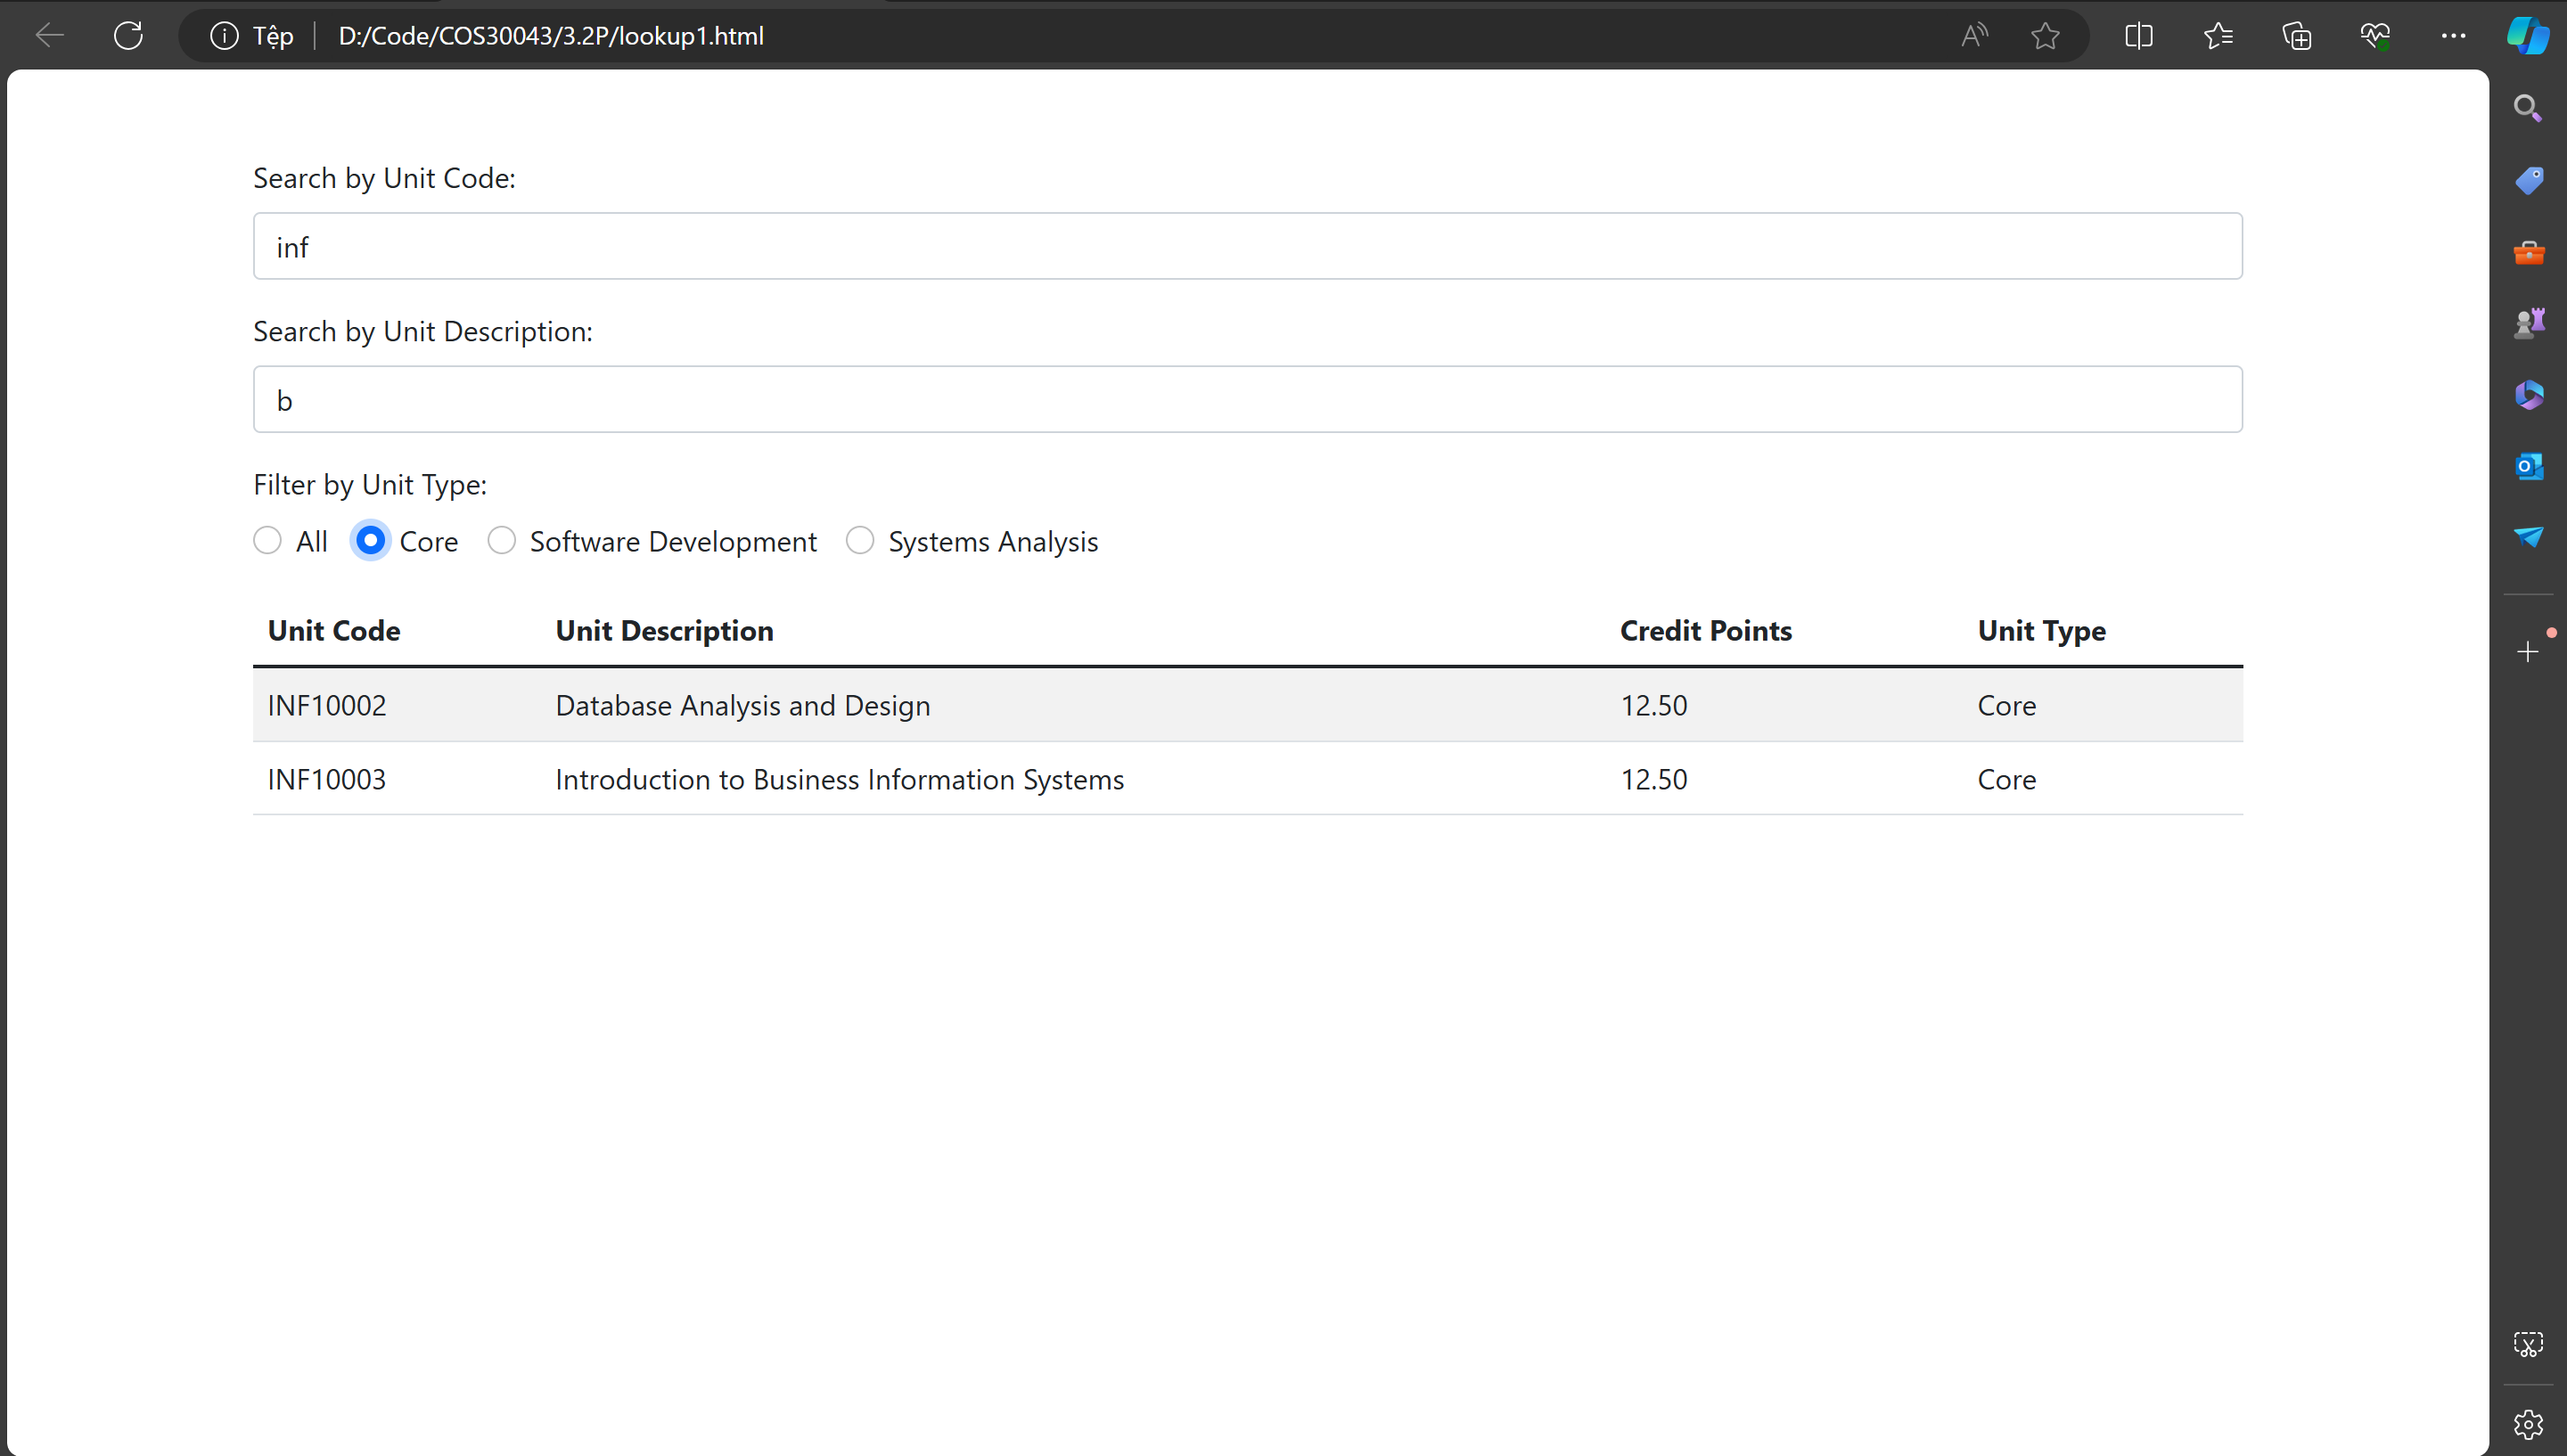 Tệp D:/Code/COS30043/3.2P/lookup1.html
Search by Unit Code:
inf
Search by Unit Description:
b
Filter by Unit Type:
All Core Software Development Systems Analysis
Unit Code Unit Description Credit Points Unit Type
INF10002 Database Analysis and Design 12.50 Core
INF10003 Introduction to Business Information Systems 12.50 Core